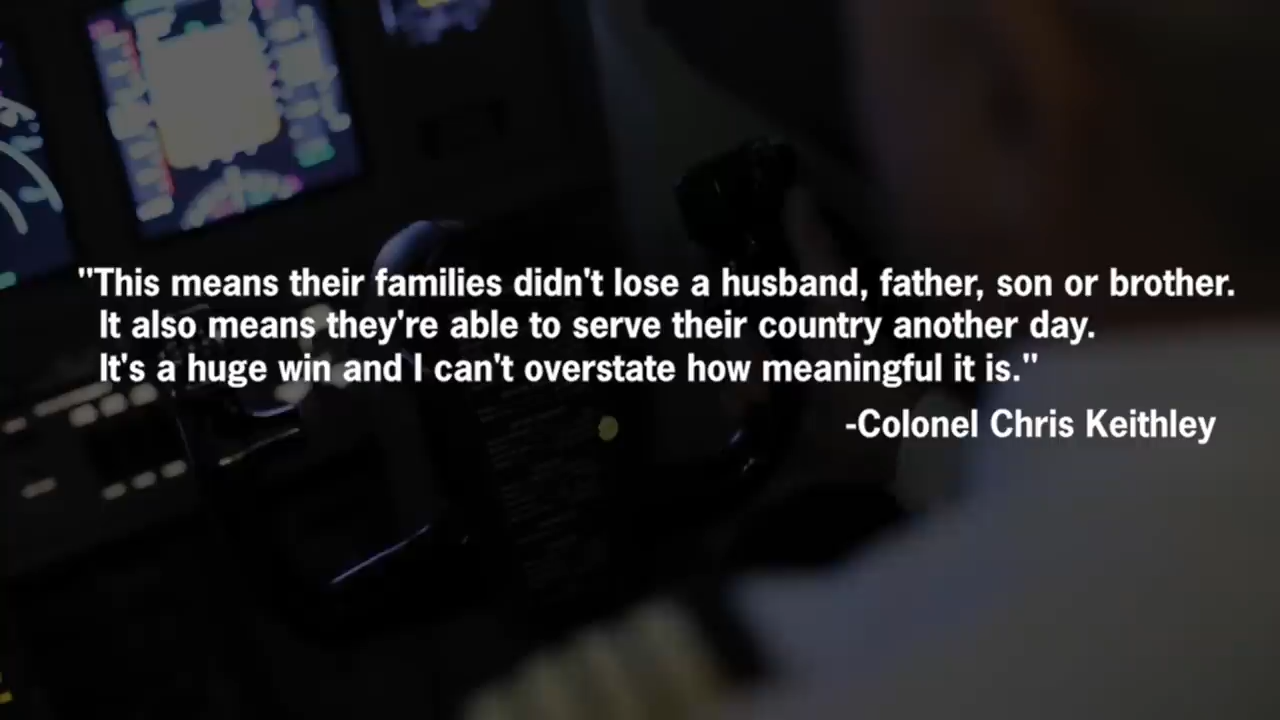 "This means their families didn't lose a husband, father, son or brother.
It also means they're able to serve their country another day.
It's a huge win and I can't overstate how meaningful it is."
-Colonel Chris Keithley